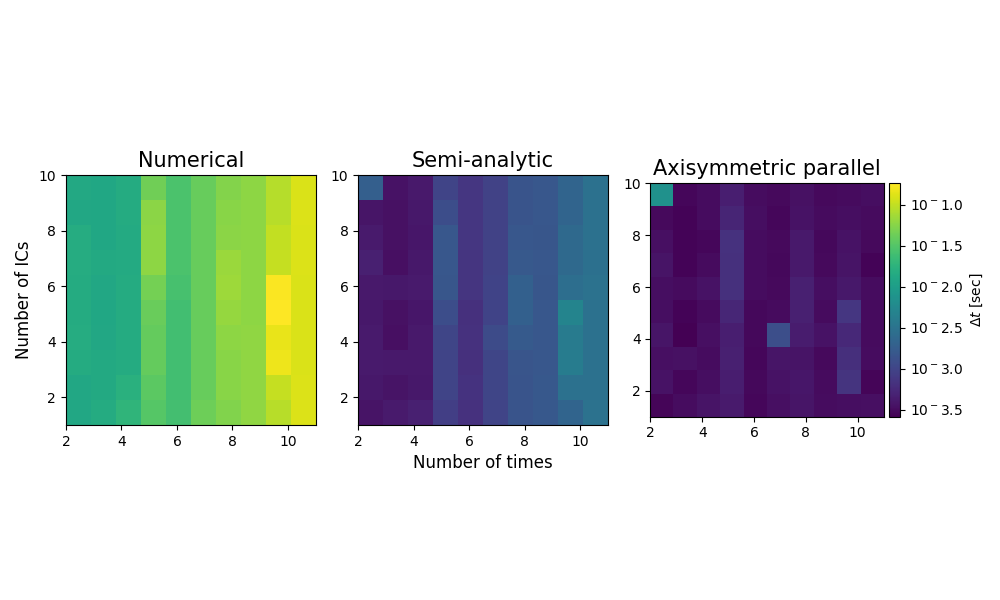 Numerical
Semi-analytic
Axisymmetric parallel
Number of ICs
10
8
6
4
2
2 4 6 8 10
10
8
6
4
2
2 4 6 8 10
Number of times
10
8
6
4
2
2 4 6 8 10
10⁻1.0
10⁻1.5
10⁻2.0
10⁻2.5
10⁻3.0
10⁻3.5
Δt [sec]